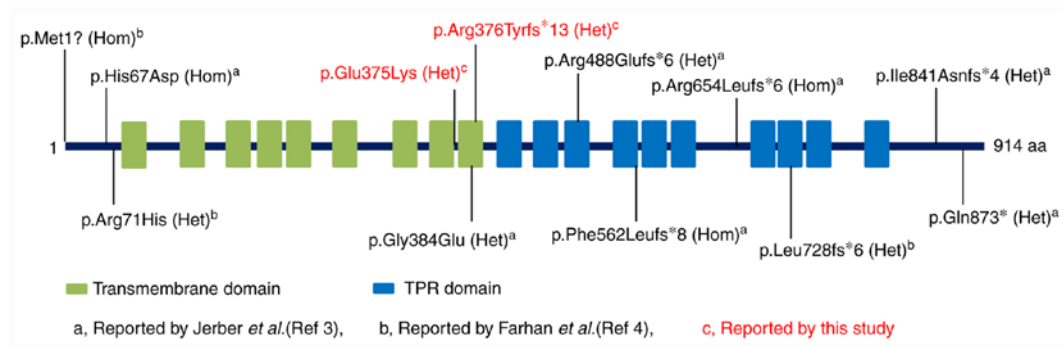 p.Arg376Tyrfs*13 (Het)ᶜ
p.Met1? (Hom)ᵇ
p.His67Asp (Hom)ᵃ
p.Glu375Lys (Het)ᶜ
p.Arg488Glufs*6 (Het)ᵃ
p.Arg654Leufs*6 (Hom)ᵃ
p.Ile841Asnfs*4 (Het)ᵃ
1
914 aa
p.Arg71His (Het)ᵇ
p.Gly384Glu (Het)ᵃ
p.Phe562Leufs*8 (Hom)ᵃ
p.Leu728fs*6 (Het)ᵇ
p.Gln873* (Het)ᵃ
Transmembrane domain
TPR domain
a, Reported by Jerber et al.(Ref 3), b, Reported by Farhan et al.(Ref 4), c, Reported by this study